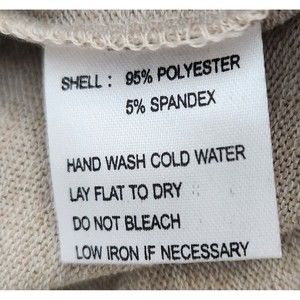 SHELL : 95% POLYESTER
5% SPANDEX
HAND WASH COLD WATER
LAY FLAT TO DRY
DO NOT BLEACH
LOW IRON IF NECESSARY